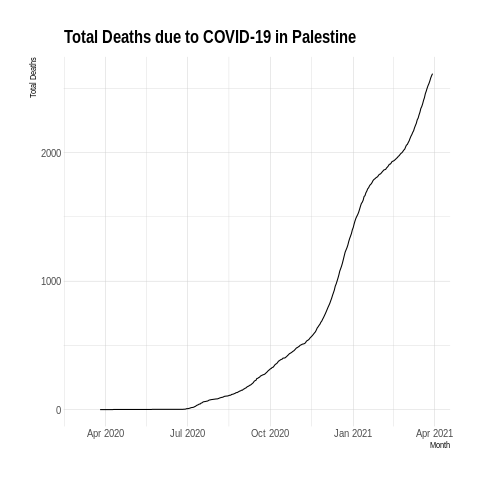 Total Deaths due to COVID-19 in Palestine
Total Deaths
2000
1000
0
Apr 2020 Jul 2020 Oct 2020 Jan 2021 Apr 2021
Month